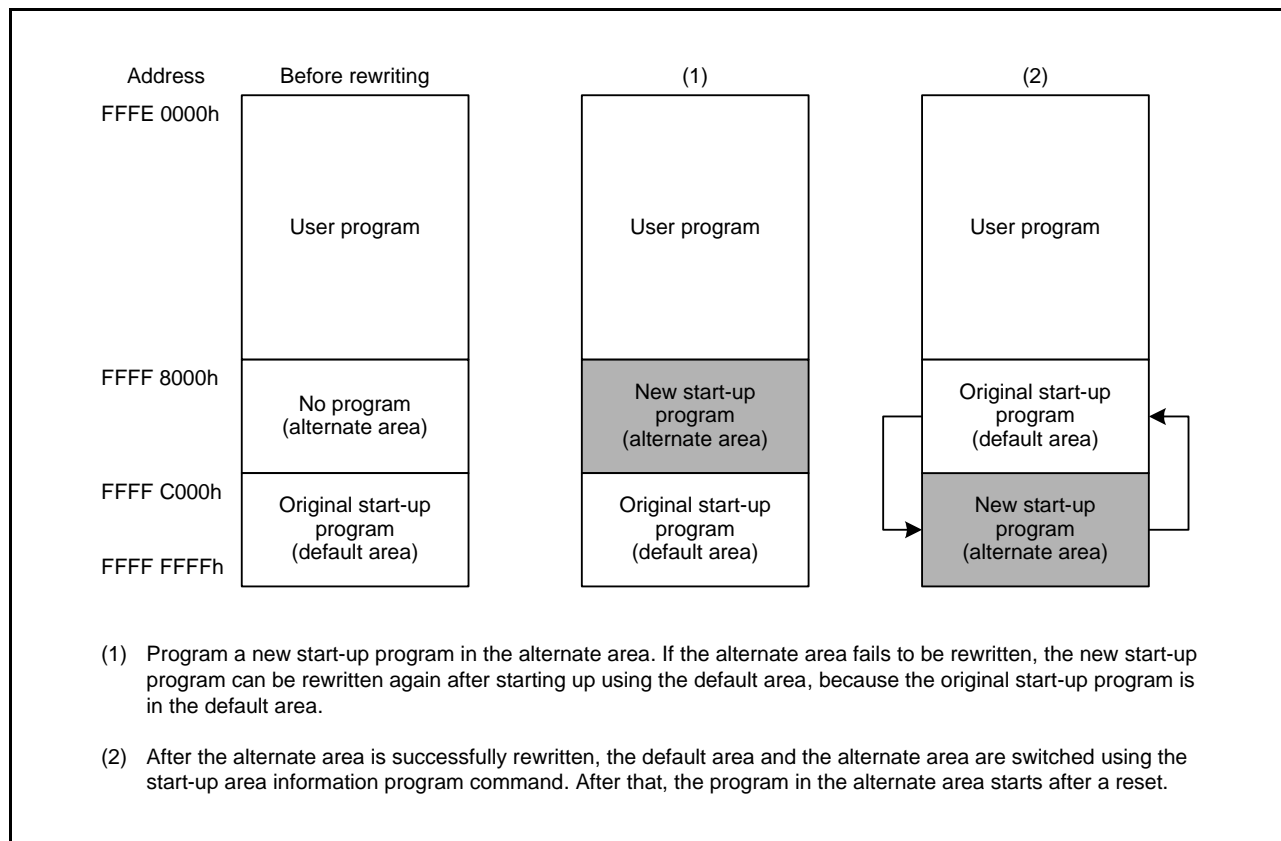 Address Before rewriting (1) (2)
FFFE 0000h
User program User program User program
FFFF 8000h
No program
(alternate area)
New start-up
program
(alternate area)
Original start-up
program
(default area)
FFFF C000h
Original start-up
program
(default area)
Original start-up
program
(default area)
New start-up
program
(alternate area)
FFFF FFFFh
(1) Program a new start-up program in the alternate area. If the alternate area fails to be rewritten, the new start-up
program can be rewritten again after starting up using the default area, because the original start-up program is
in the default area.
(2) After the alternate area is successfully rewritten, the default area and the alternate area are switched using the
start-up area information program command. After that, the program in the alternate area starts after a reset.